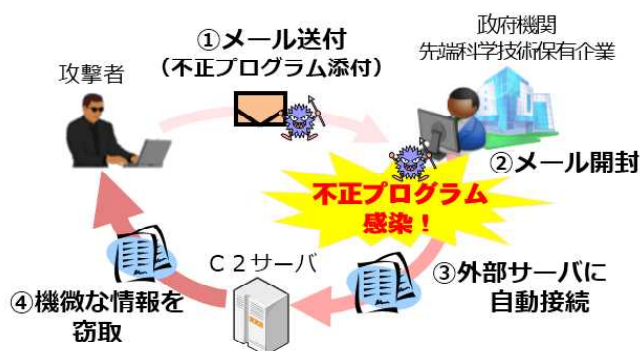 ①メール送付
(不正プログラム添付)
政府機関
先端科学技術保有企業
攻撃者
②メール開封
不正プログラム
感染!
C2サーバ
③外部サーバに
自動接続
④機微な情報を
窃取